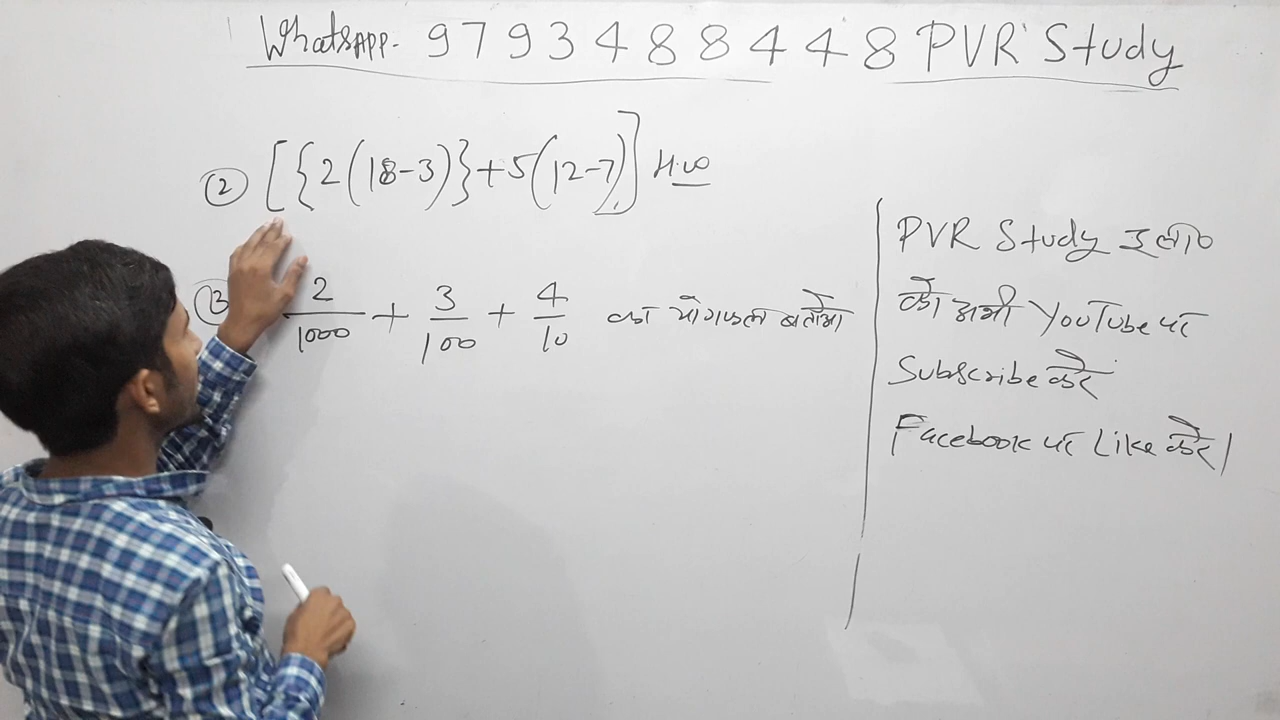 WhatsAPP- 9793488448 PVR Study
② [{2(18-3)}+5(12-7)] H.w
③ 2/1000 + 3/100 + 4/10 का योगफल बताओ
PVR Study इला०
को अभी YouTube पर
Subscribe करें
Facebook पर Like करें।